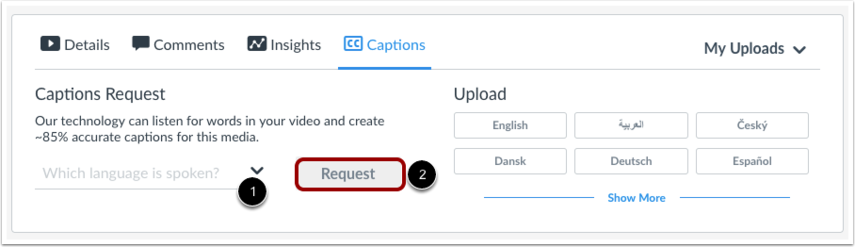 Details
Comments
Insights
CC Captions
My Uploads
Captions Request
Our technology can listen for words in your video and create
~85% accurate captions for this media.
Which language is spoken?
1
Request
2
Upload
English
العربية
Český
Dansk
Deutsch
Español
Show More